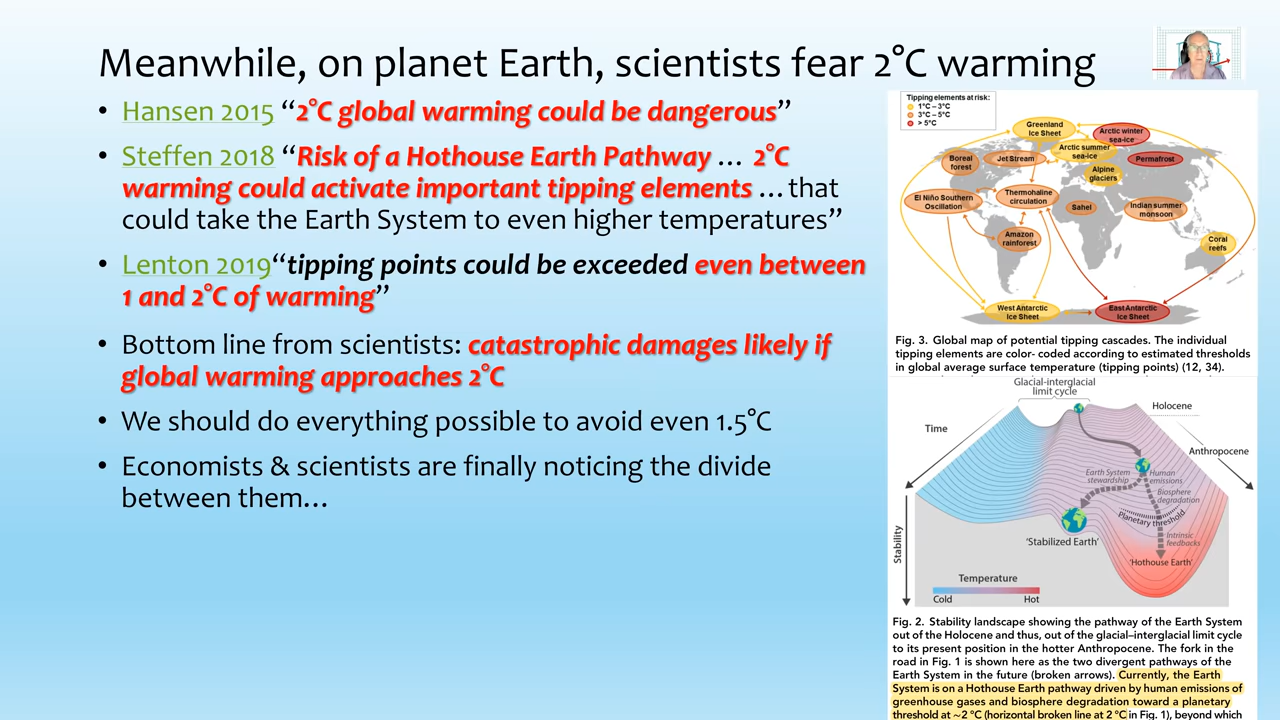 Meanwhile, on planet Earth, scientists fear 2°C warming
• Hansen 2015 “2°C global warming could be dangerous”
• Steffen 2018 “Risk of a Hothouse Earth Pathway … 2°C
warming could activate important tipping elements …that
could take the Earth System to even higher temperatures”
• Lenton 2019“tipping points could be exceeded even between
1 and 2°C of warming”
• Bottom line from scientists: catastrophic damages likely if
global warming approaches 2°C
• We should do everything possible to avoid even 1.5°C
• Economists & scientists are finally noticing the divide
between them…
Tipping elements at risk:
1°C – 3°C
3°C – 5°C
> 5°C
Greenland
Ice Sheet
Arctic winter
sea-ice
Arctic summer
sea-ice
Boreal
forest
Jet Stream
Permafrost
Alpine
glaciers
El Niño Southern
Oscillation
Thermohaline
circulation
Sahel
Indian summer
monsoon
Amazon
rainforest
Coral
reefs
West Antarctic
Ice Sheet
East Antarctic
Ice Sheet
Fig. 3. Global map of potential tipping cascades. The individual
tipping elements are color- coded according to estimated thresholds
in global average surface temperature (tipping points) (12, 34).
Glacial-interglacial
limit cycle
Holocene
Time
Anthropocene
Earth System
stewardship
Human
emissions
Biosphere
degradation
Planetary threshold
Intrinsic
feedbacks
'Stabilized Earth'
'Hothouse Earth'
Stability
Temperature
Cold Hot
Fig. 2. Stability landscape showing the pathway of the Earth System
out of the Holocene and thus, out of the glacial–interglacial limit cycle
to its present position in the hotter Anthropocene. The fork in the
road in Fig. 1 is shown here as the two divergent pathways of the
Earth System in the future (broken arrows). Currently, the Earth
System is on a Hothouse Earth pathway driven by human emissions of
greenhouse gases and biosphere degradation toward a planetary
threshold at ∼2 °C (horizontal broken line at 2 °C in Fig. 1), beyond which